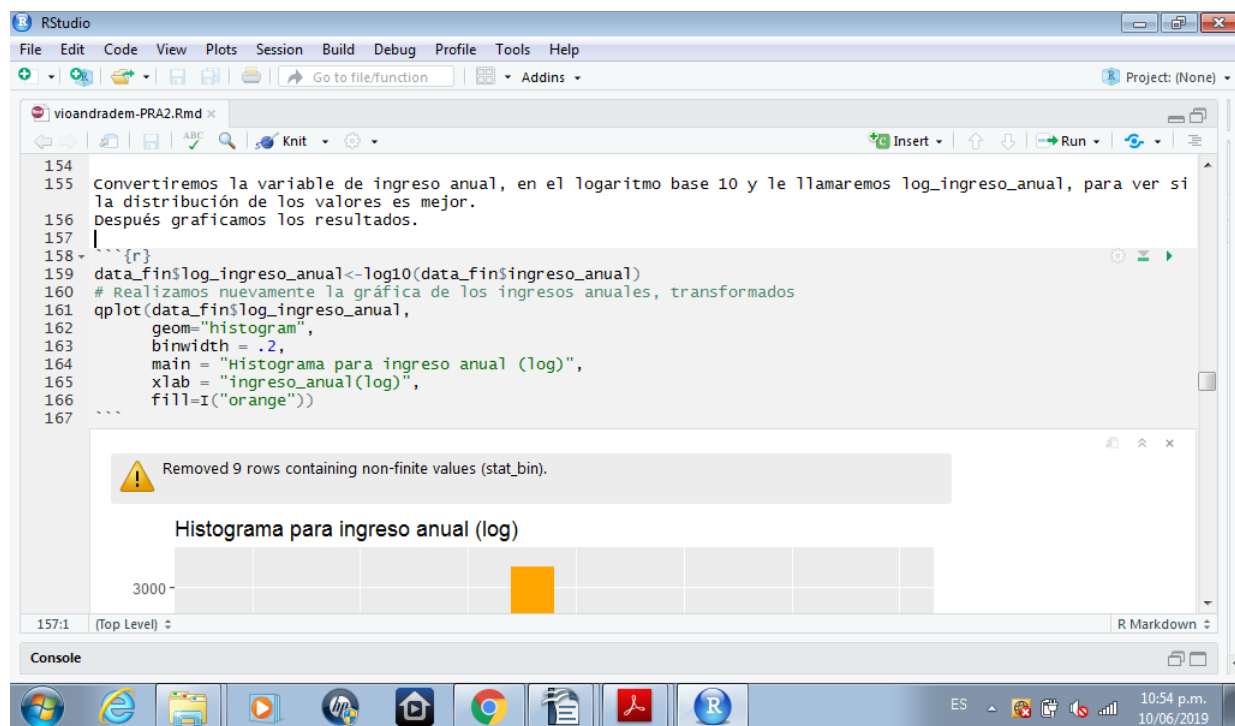 RStudio
File Edit Code View Plots Session Build Debug Profile Tools Help
Go to file/function Addins Project: (None)
vioandradem-PRA2.Rmd
ABC Knit Insert Run
154
155 Convertiremos la variable de ingreso anual, en el logaritmo base 10 y le llamaremos log_ingreso_anual, para ver si
la distribución de los valores es mejor.
156 Después graficamos los resultados.
157
158 ```{r}
159 data_fin$log_ingreso_anual<-log10(data_fin$ingreso_anual)
160 # Realizamos nuevamente la gráfica de los ingresos anuales, transformados
161 qplot(data_fin$log_ingreso_anual,
162 geom="histogram",
163 binwidth = .2,
164 main = "Histograma para ingreso anual (log)",
165 xlab = "ingreso_anual(log)",
166 fill=I("orange"))
167 ```
Removed 9 rows containing non-finite values (stat_bin).
Histograma para ingreso anual (log)
3000
157:1 (Top Level) R Markdown
Console
hp R ES 10:54 p.m.
10/06/2019